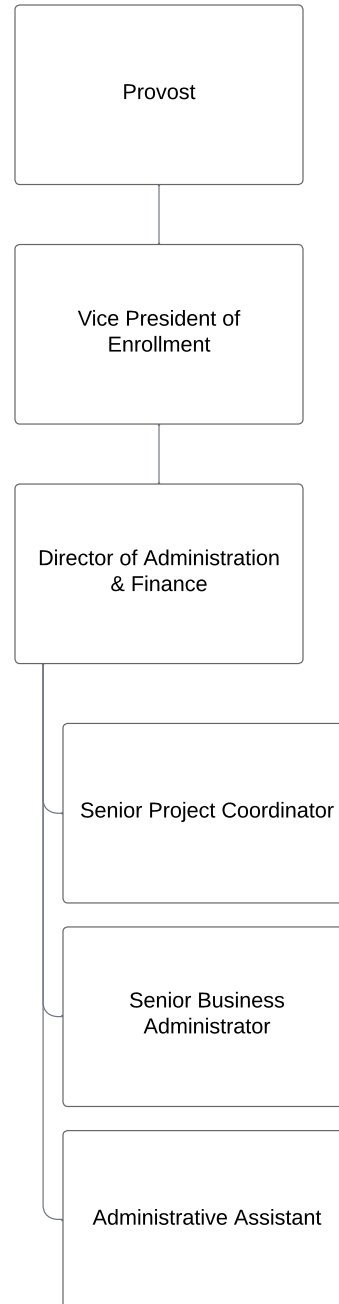 Provost
Vice President of
Enrollment
Director of Administration
& Finance
Senior Project Coordinator
Senior Business
Administrator
Administrative Assistant